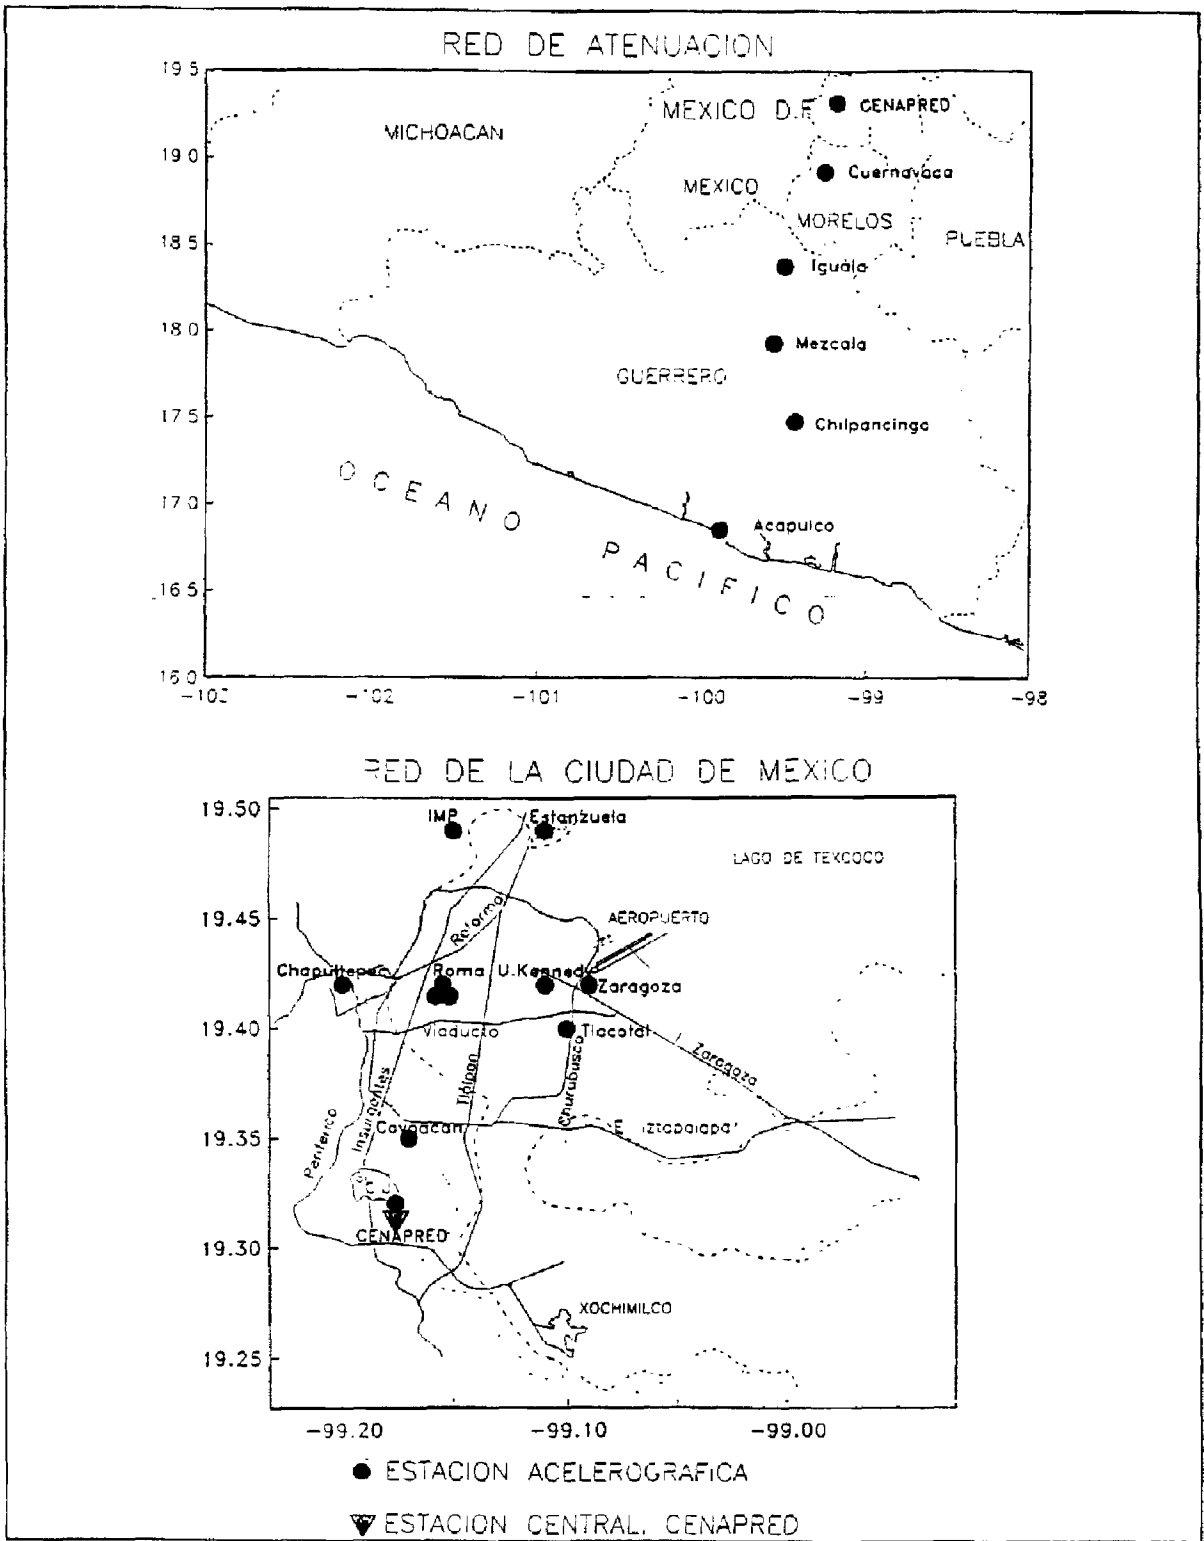 RED DE ATENUACION
19 5
MEXICO D.F
CENAPRED
MICHOACAN
19 0
Cuernavaca
MEXICO
MORELOS
18 5
PUEBLA
Iguala
18 0
Mezcala
GUERRERO
17 5
Chilpancingo
OCEANO PACIFICO
17 0
Acapulco
16 5
16 0
-102
-101
-100
-99
-98
RED DE LA CIUDAD DE MEXICO
19.50
IMP
Estanzuela
LAGO DE TEXCOCO
19.45
Reforma
AEROPUERTO
Chapultepec
Roma
U.Kennedy
Zaragoza
19.40
Viaducto
Tlacotal
Zaragoza
Insurgentes
Tlalpan
Churubusco
Periferico
19.35
Coyoacan
E. Iztapalapa
C U
CENAPRED
19.30
XOCHIMILCO
19.25
-99.20
-99.10
-99.00
ESTACION ACELEROGRAFICA
ESTACION CENTRAL. CENAPRED